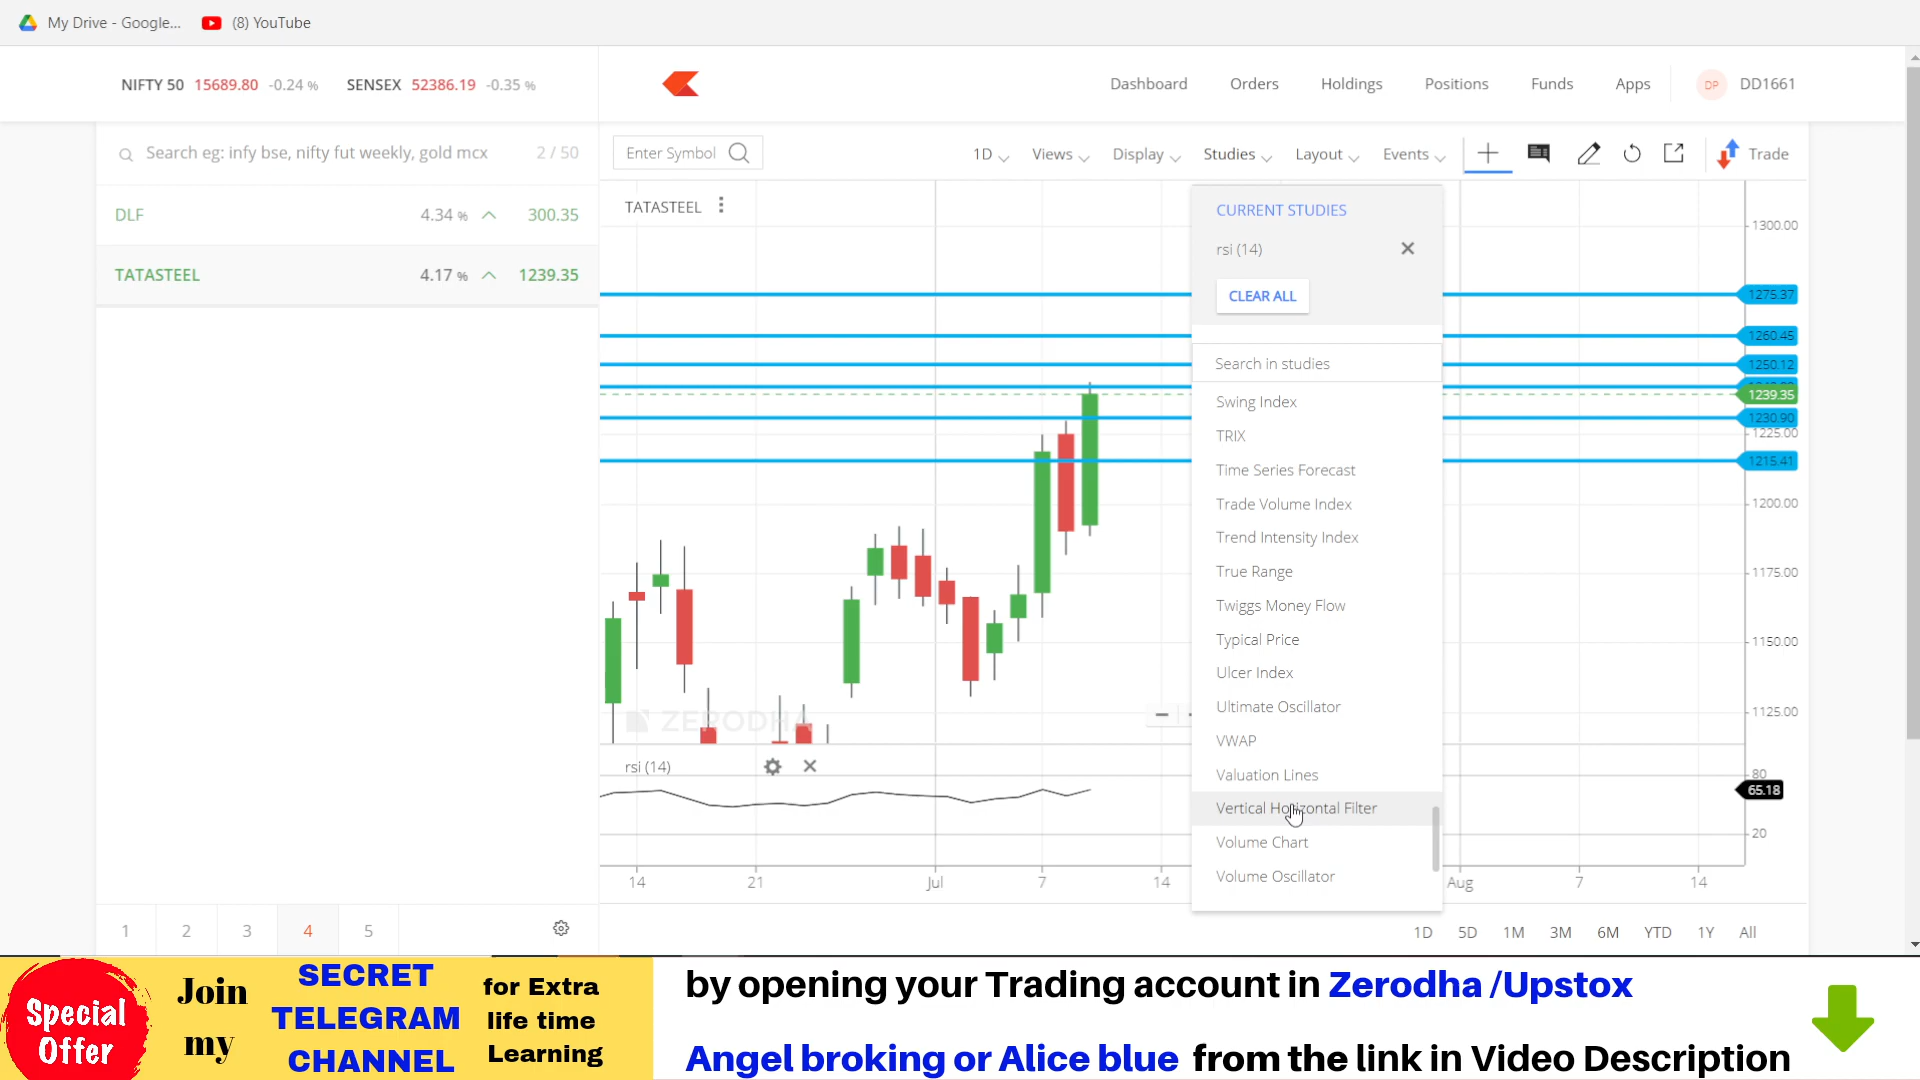 My Drive - Google... (8) YouTube
NIFTY 50 15689.80 -0.24 % SENSEX 52386.19 -0.35 %
Dashboard Orders Holdings Positions Funds Apps DP DD1661
Search eg: infy bse, nifty fut weekly, gold mcx 2 / 50
Enter Symbol 1D Views Display Studies Layout Events Trade
DLF 4.34 % 300.35
TATASTEEL 4.17 % 1239.35
TATASTEEL
CURRENT STUDIES
rsi (14)
CLEAR ALL
Search in studies
Swing Index
TRIX
Time Series Forecast
Trade Volume Index
Trend Intensity Index
True Range
Twiggs Money Flow
Typical Price
Ulcer Index
Ultimate Oscillator
VWAP
Valuation Lines
Vertical Horizontal Filter
Volume Chart
Volume Oscillator
1300.00
1275.37
1260.45
1250.12
1239.35
1230.90
1225.00
1215.41
1200.00
1175.00
1150.00
1125.00
ZERODHA
rsi (14)
80
65.18
20
14 21 Jul 7 14 Aug 7 14
1 2 3 4 5
1D 5D 1M 3M 6M YTD 1Y All
Special
Offer
Join
my
SECRET
TELEGRAM
CHANNEL
for Extra
life time
Learning
by opening your Trading account in Zerodha /Upstox
Angel broking or Alice blue from the link in Video Description